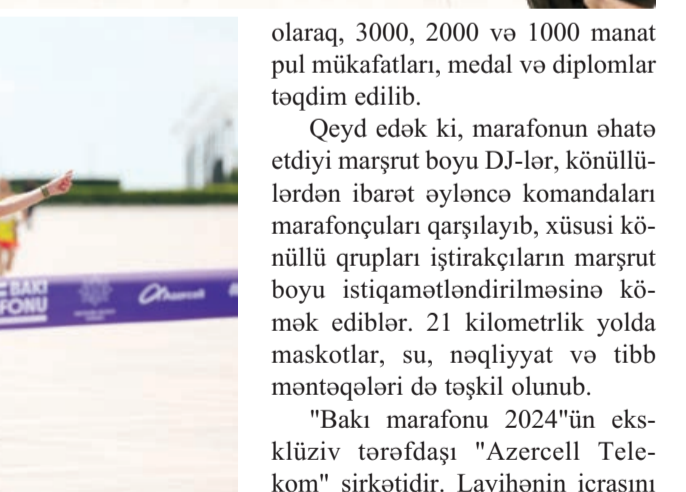 olaraq, 3000, 2000 və 1000 manat
pul mükafatları, medal və diplomlar
təqdim edilib.
Qeyd edək ki, marafonun əhatə
etdiyi marşrut boyu DJ-lər, könüllü-
lərdən ibarət əyləncə komandaları
marafonçuları qarşılayıb, xüsusi kö-
nüllü qrupları iştirakçıların marşrut
boyu istiqamətləndirilməsinə kö-
mək ediblər. 21 kilometrlik yolda
maskotlar, su, nəqliyyat və tibb
məntəqələri də təşkil olunub.
"Bakı marafonu 2024"ün eks-
klüziv tərəfdaşı "Azercell Tele-
kom" şirkətidir. Layihənin icrasını
BAKI
FONU
Azercell